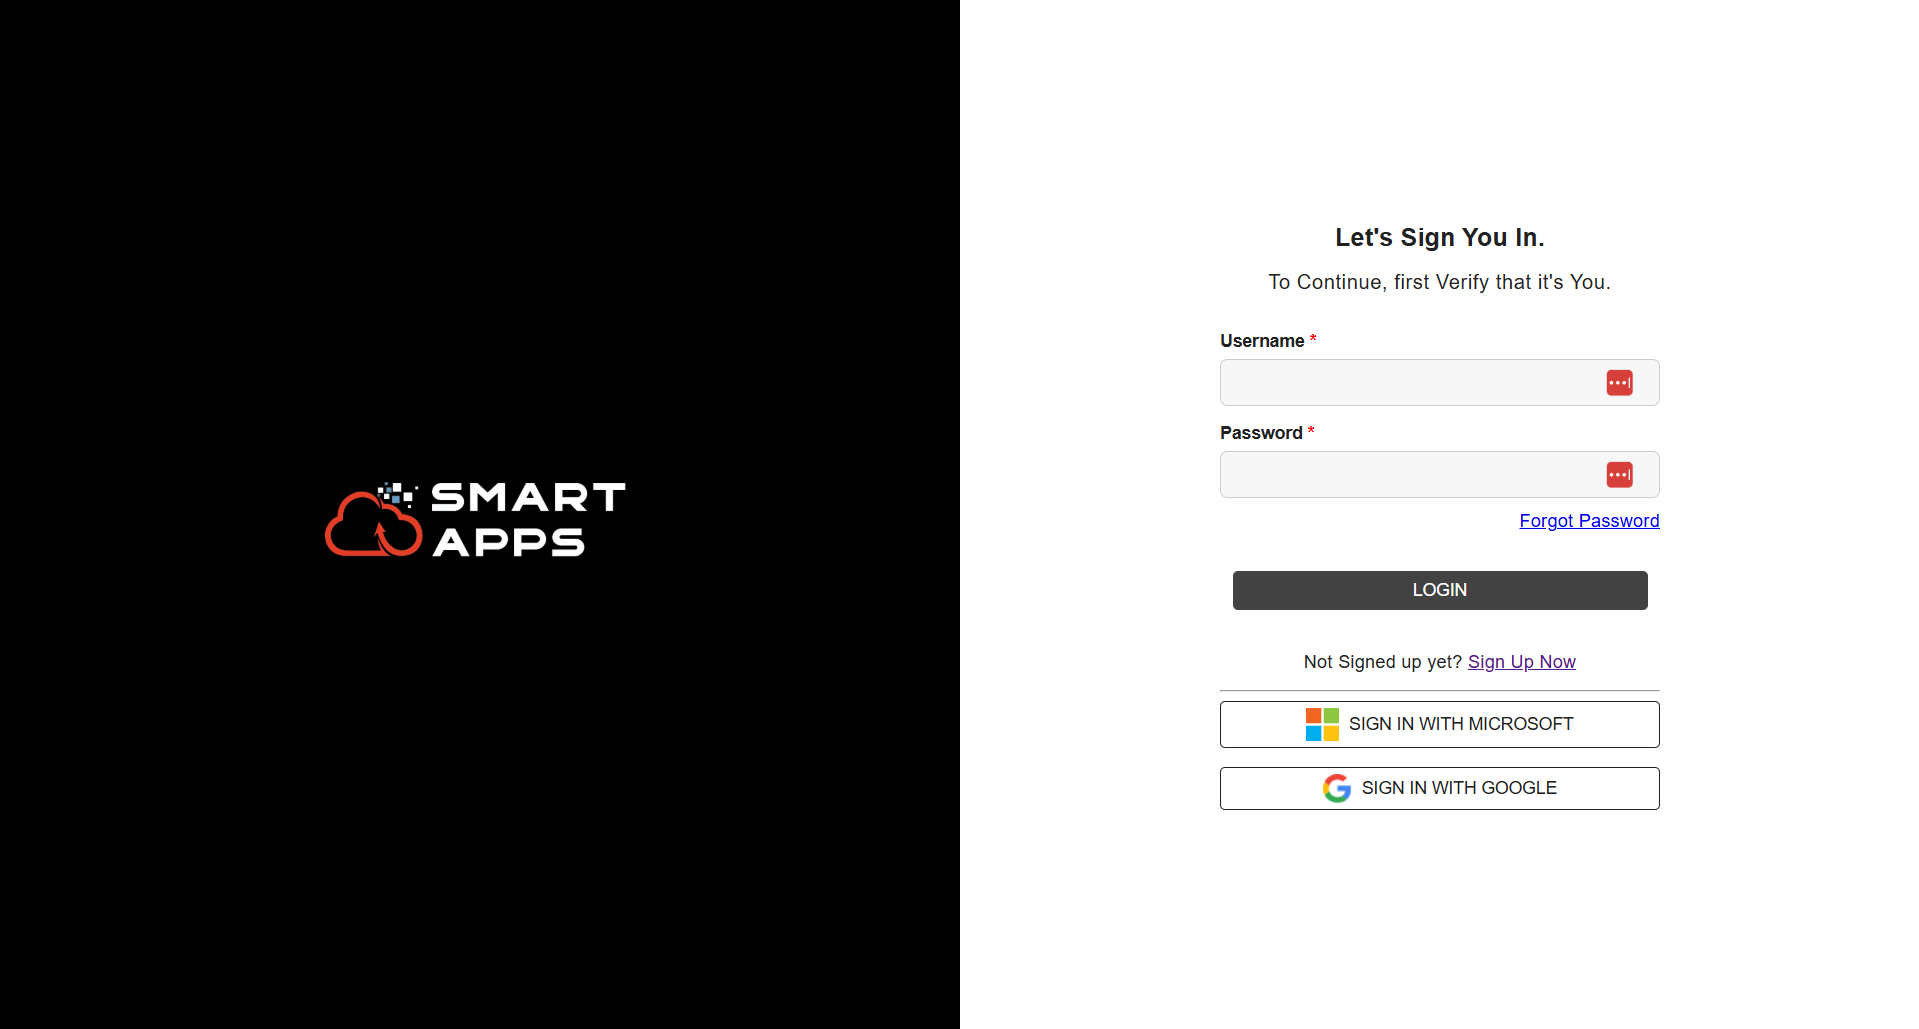 SMART
APPS
Let's Sign You In.
To Continue, first Verify that it's You.
Username *
Password *
Forgot Password
LOGIN
Not Signed up yet? Sign Up Now
SIGN IN WITH MICROSOFT
SIGN IN WITH GOOGLE